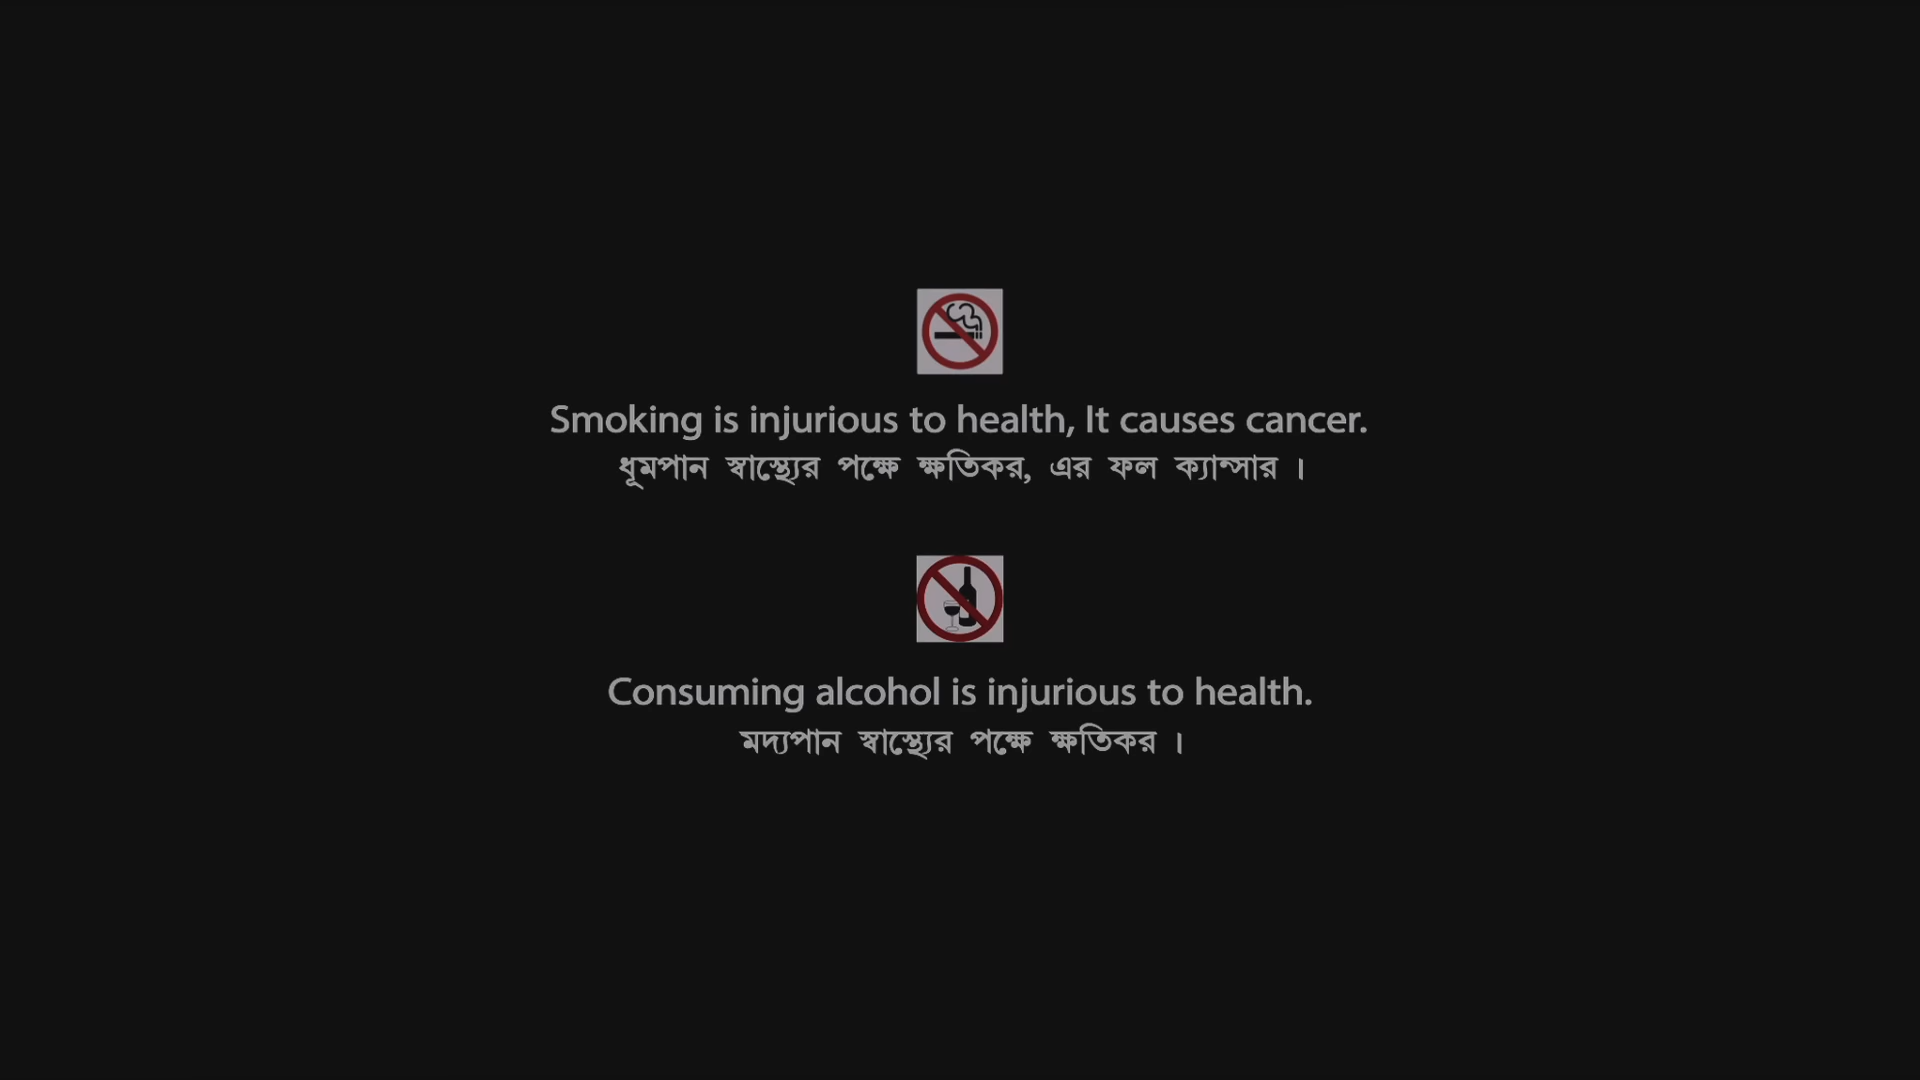 Smoking is injurious to health, It causes cancer.
ধূমপান স্বাস্থ্যের পক্ষে ক্ষতিকর, এর ফল ক্যান্সার ।
Consuming alcohol is injurious to health.
মদ্যপান স্বাস্থ্যের পক্ষে ক্ষতিকর ।